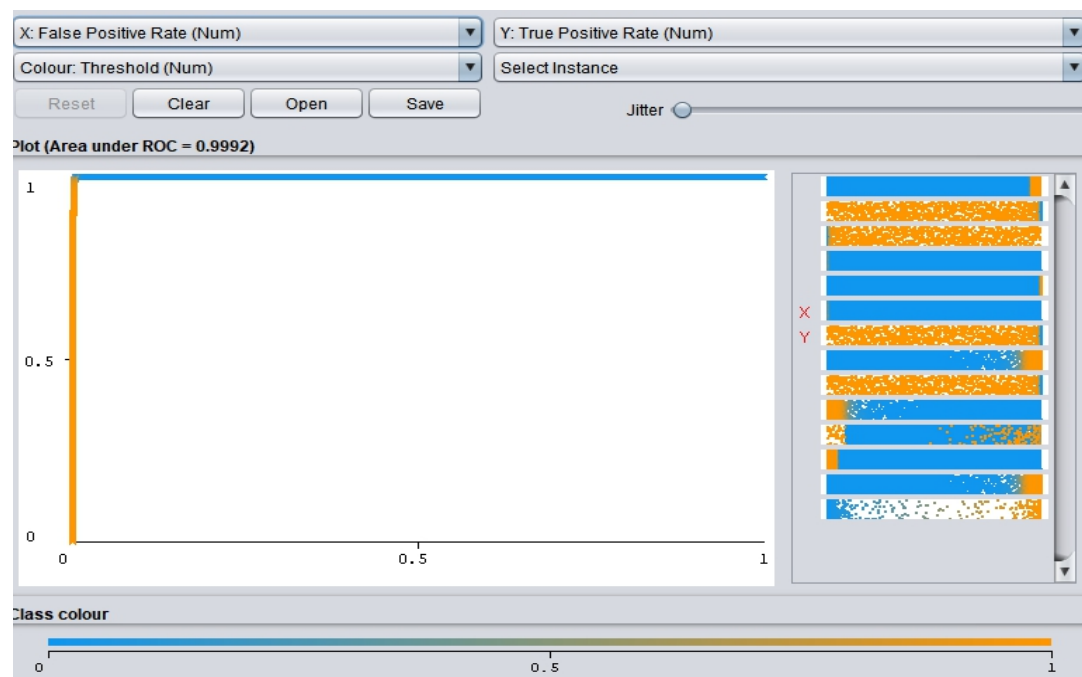 X: False Positive Rate (Num)
Y: True Positive Rate (Num)
Colour: Threshold (Num)
Select Instance
Reset
Clear
Open
Save
Jitter
Plot (Area under ROC = 0.9992)
1
0.5
0
0
0.5
1
X
Y
Class colour
0
0.5
1